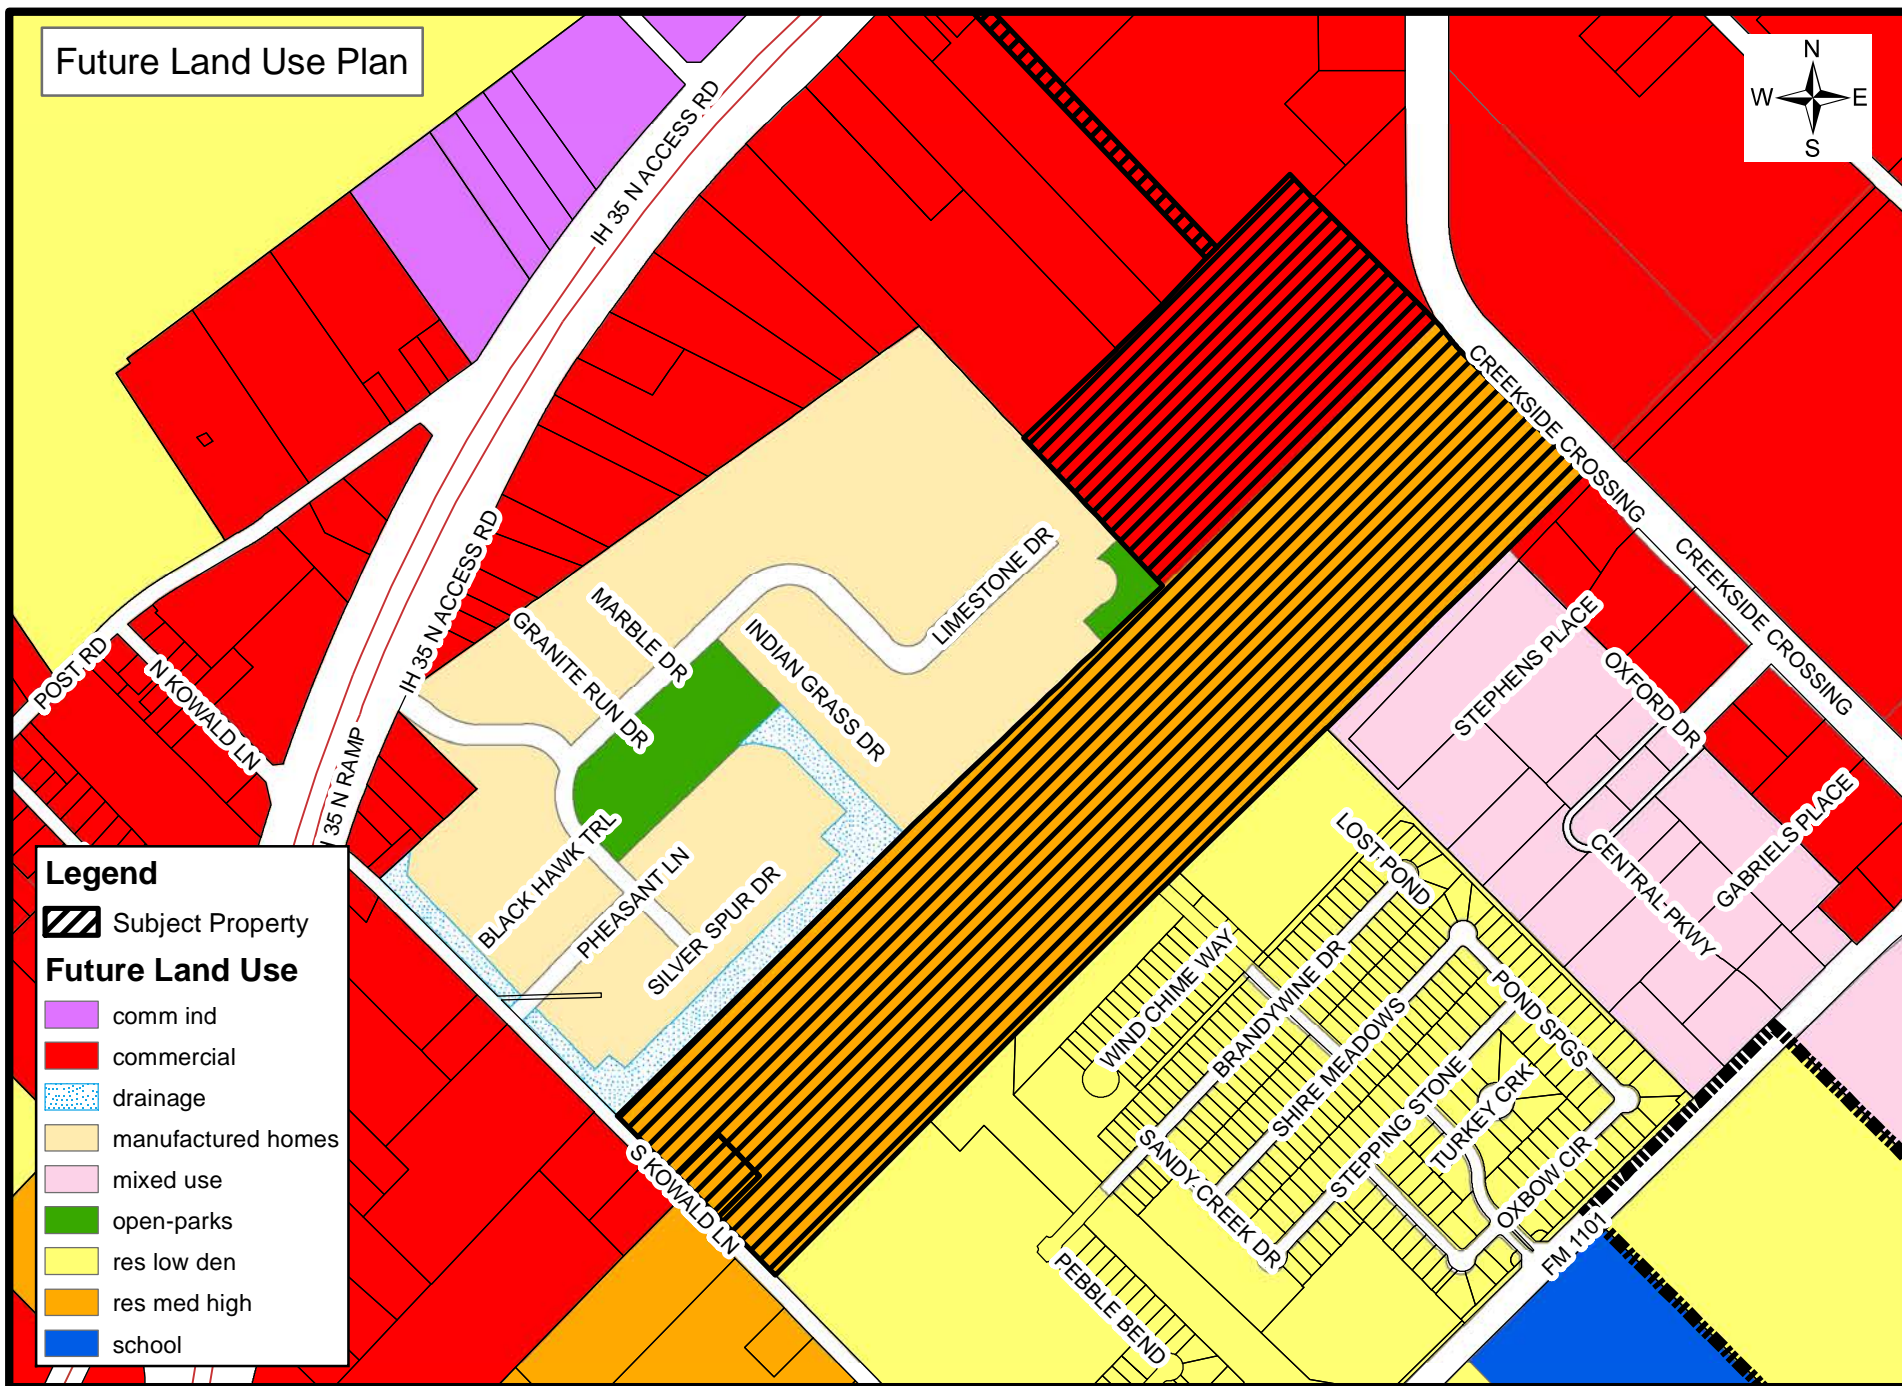 Future Land Use Plan
N
W E
S
IH 35 N ACCESS RD
CREEKSIDE CROSSING
CREEKSIDE CROSSING
IH 35 N ACCESS RD
LIMESTONE DR
MARBLE DR
GRANITE RUN DR
INDIAN GRASS DR
STEPHENS PLACE
OXFORD DR
POST RD
N KOWALD LN
35 N RAMP
GABRIELS PLACE
CENTRAL PKWY
LOST POND
BLACK HAWK TRL
PHEASANT LN
SILVER SPUR DR
WIND CHIME WAY
BRANDYWINE DR
SHIRE MEADOWS
POND SPGS
STEPPING STONE
TURKEY CRK
OXBOW CIR
SANDY CREEK DR
S KOWALD LN
PEBBLE BEND
FM 1101
Legend
Subject Property
Future Land Use
comm ind
commercial
drainage
manufactured homes
mixed use
open-parks
res low den
res med high
school